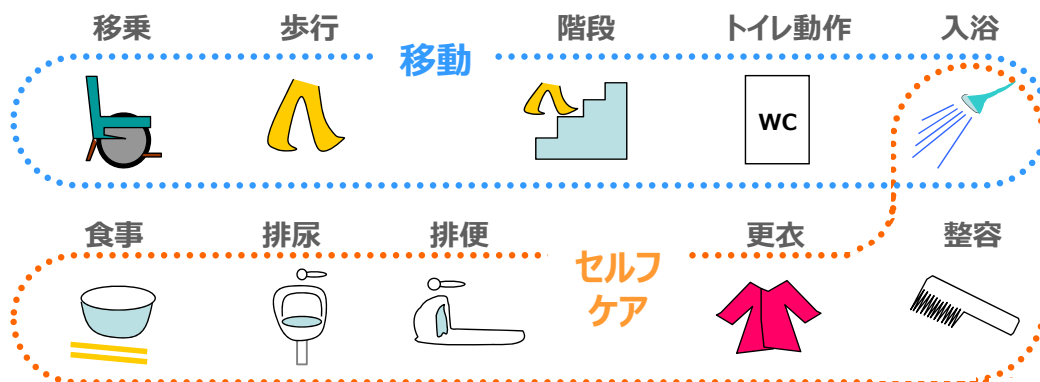 移乗
歩行
階段
トイレ動作
入浴
移動
WC
食事
排尿
排便
更衣
整容
セルフ
ケア